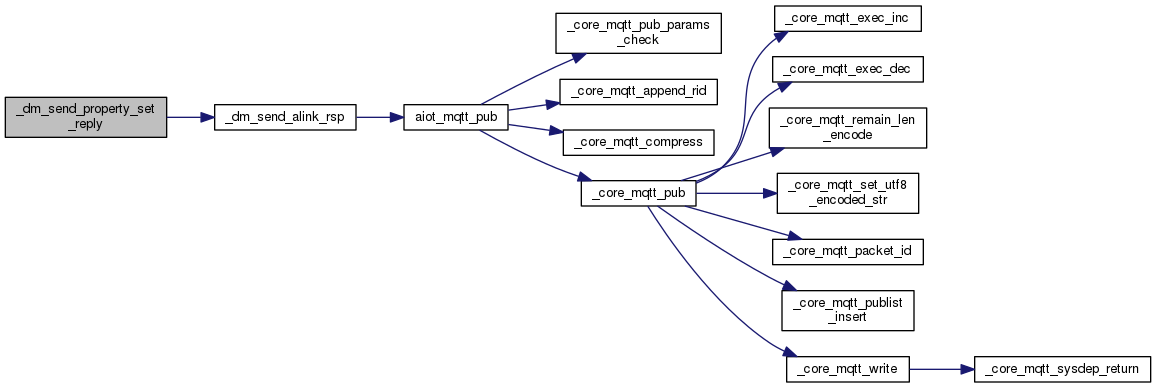 _dm_send_property_set
_reply
_dm_send_alink_rsp
aiot_mqtt_pub
_core_mqtt_pub_params
_check
_core_mqtt_append_rid
_core_mqtt_compress
_core_mqtt_pub
_core_mqtt_exec_inc
_core_mqtt_exec_dec
_core_mqtt_remain_len
_encode
_core_mqtt_set_utf8
_encoded_str
_core_mqtt_packet_id
_core_mqtt_publist
_insert
_core_mqtt_write
_core_mqtt_sysdep_return